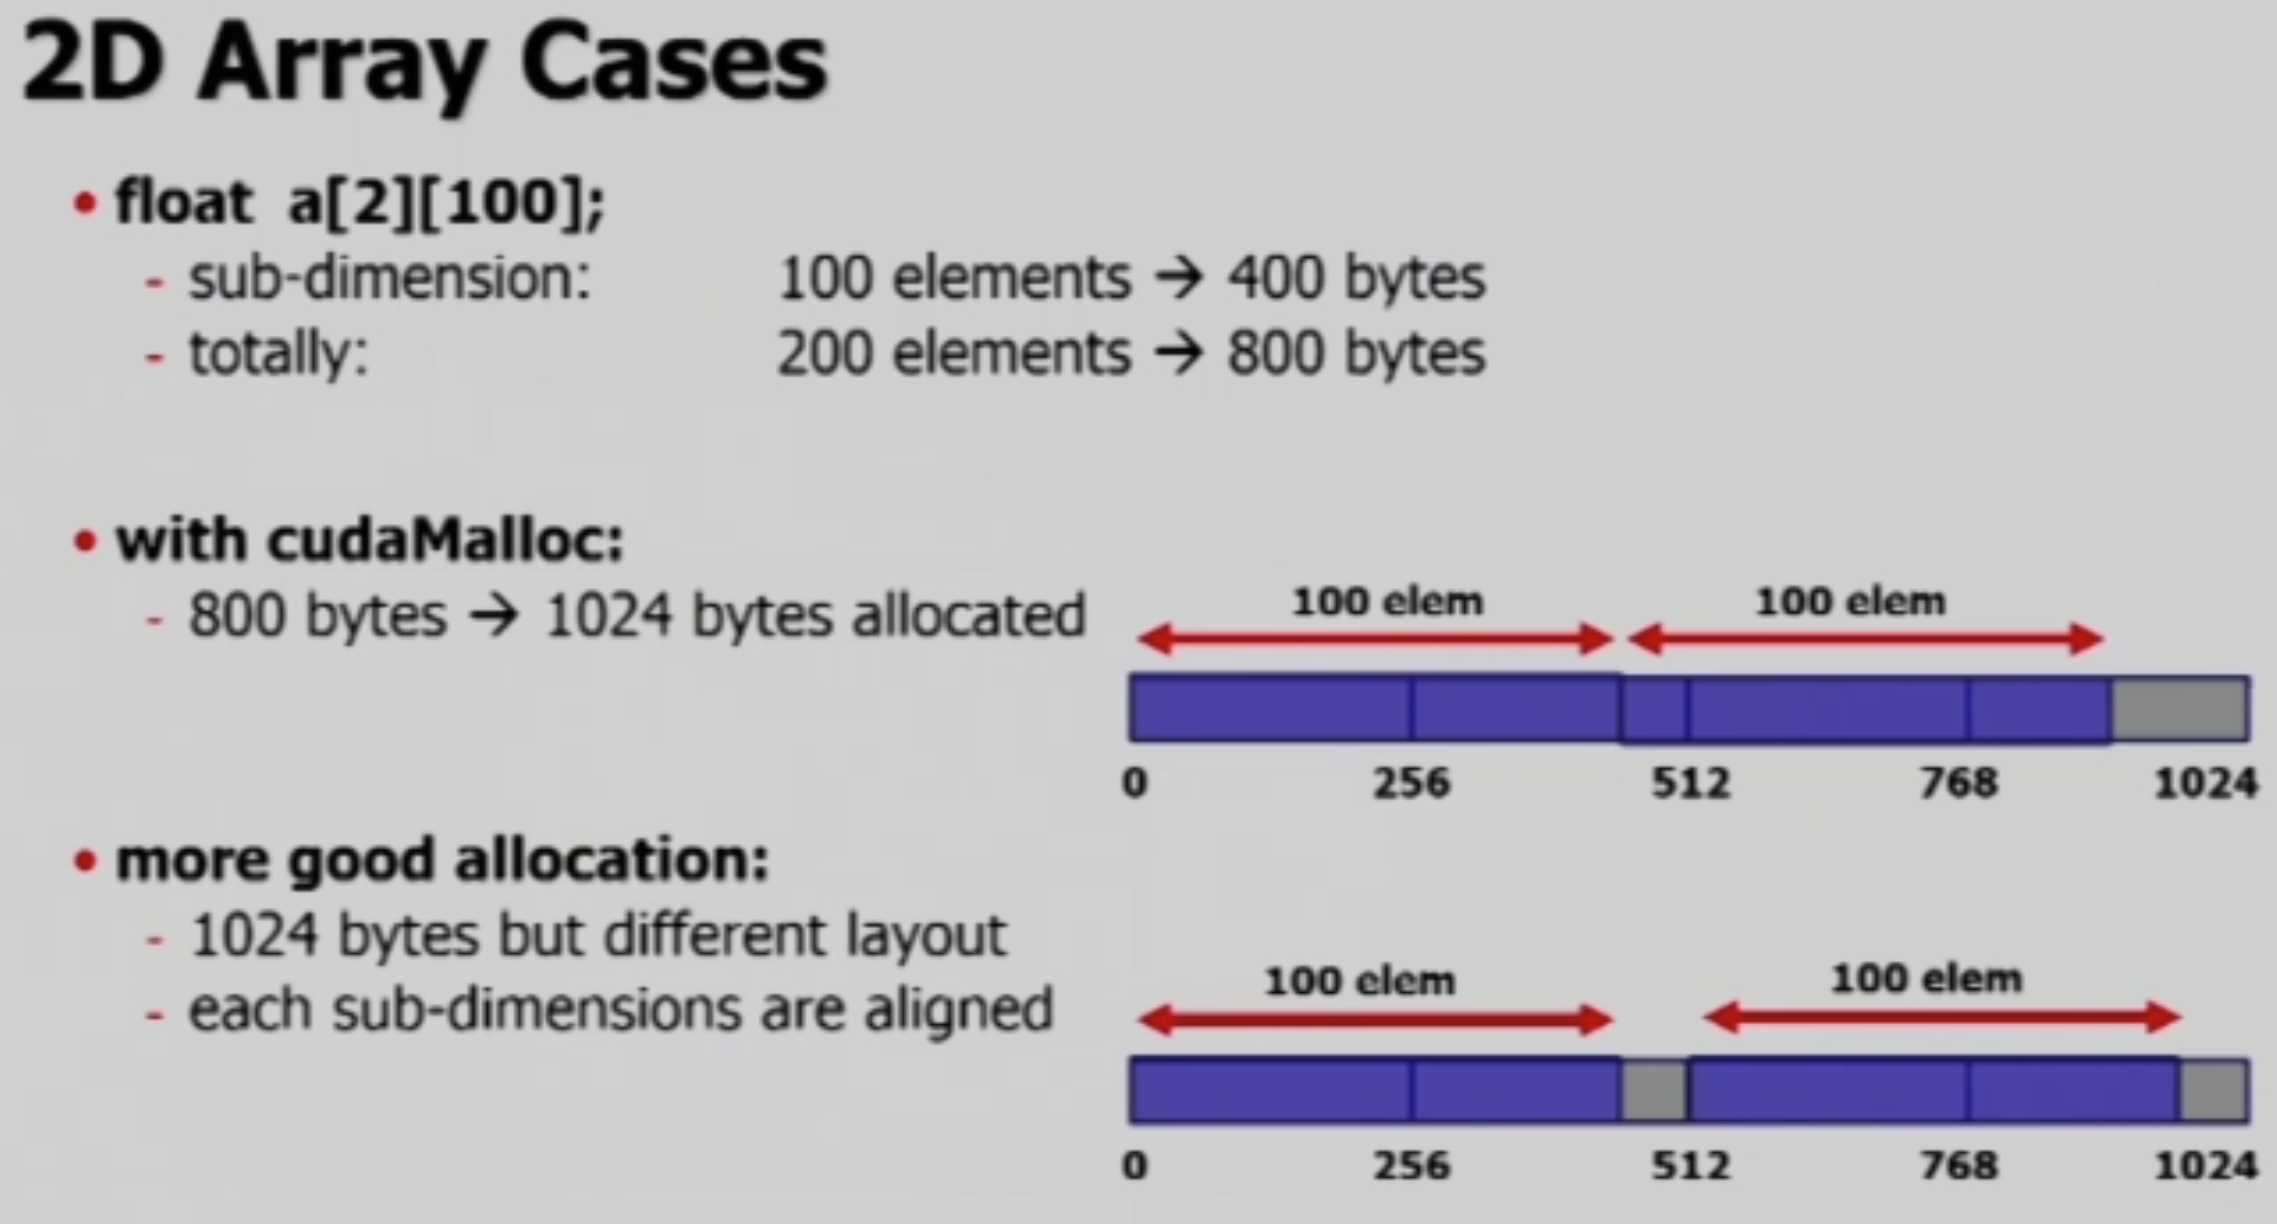 2D Array Cases
• float a[2][100];
- sub-dimension: 100 elements → 400 bytes
- totally: 200 elements → 800 bytes
• with cudaMalloc:
- 800 bytes → 1024 bytes allocated
100 elem 100 elem
0 256 512 768 1024
• more good allocation:
- 1024 bytes but different layout
- each sub-dimensions are aligned
100 elem 100 elem
0 256 512 768 1024